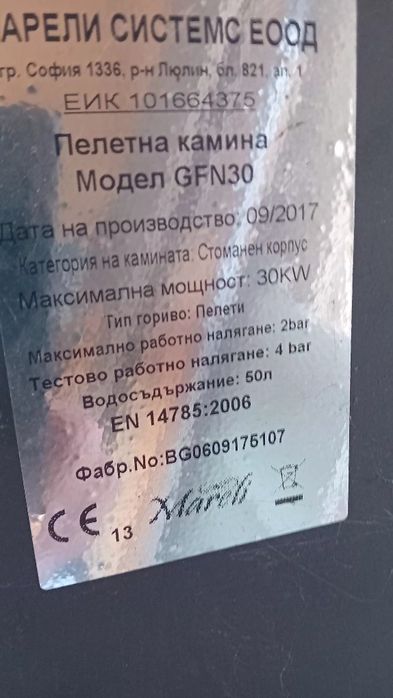 АРЕЛИ СИСТЕМС ЕООД
гр. София 1336, р-н Люлин, бл. 821, ап. 1
ЕИК 101664375
Пелетна камина
Модел GFN30
Дата на производство: 09/2017
Категория на камината: Стоманен корпус
Максимална мощност: 30KW
Тип гориво: Пелети
Максимално работно налягане: 2bar
Тестово работно налягане: 4 bar
Водосъдържание: 50л
EN 14785:2006
Фабр.No:BG0609175107
CE 13 Mareli